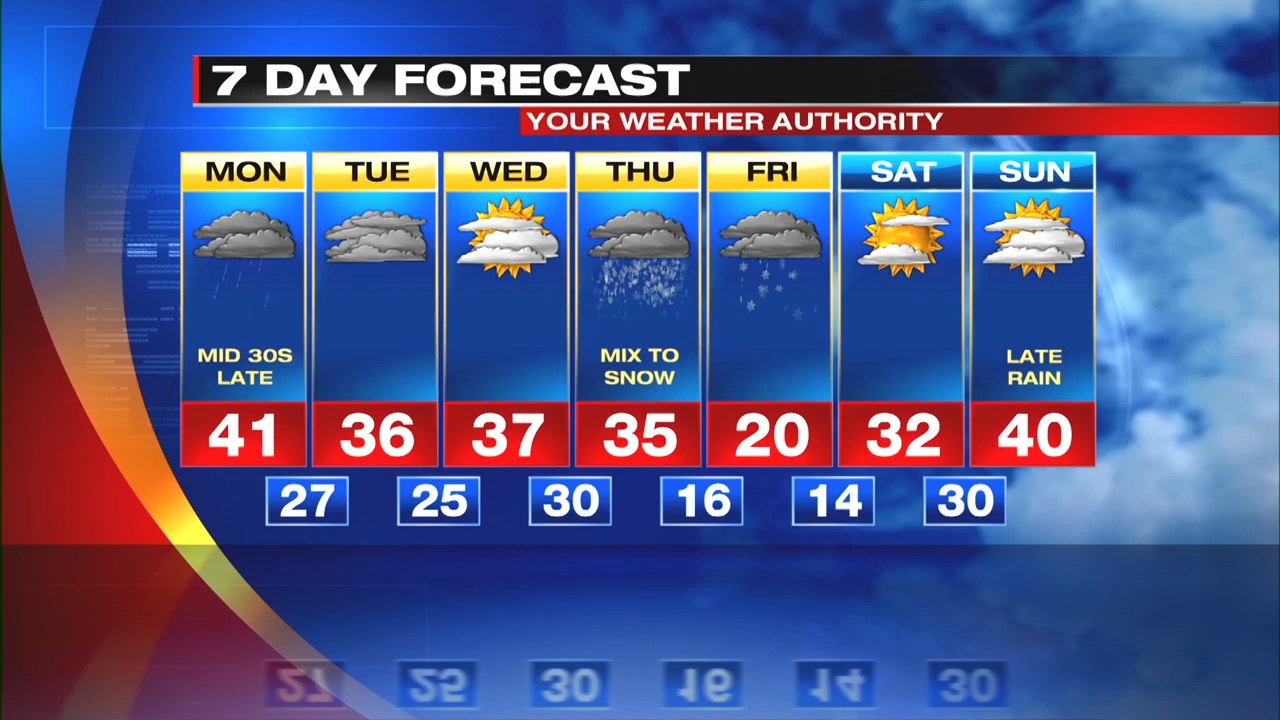 7 DAY FORECAST
YOUR WEATHER AUTHORITY
MON TUE WED THU FRI SAT SUN
MID 30S MIX TO LATE
LATE SNOW RAIN
41 36 37 35 20 32 40
27 25 30 16 14 30